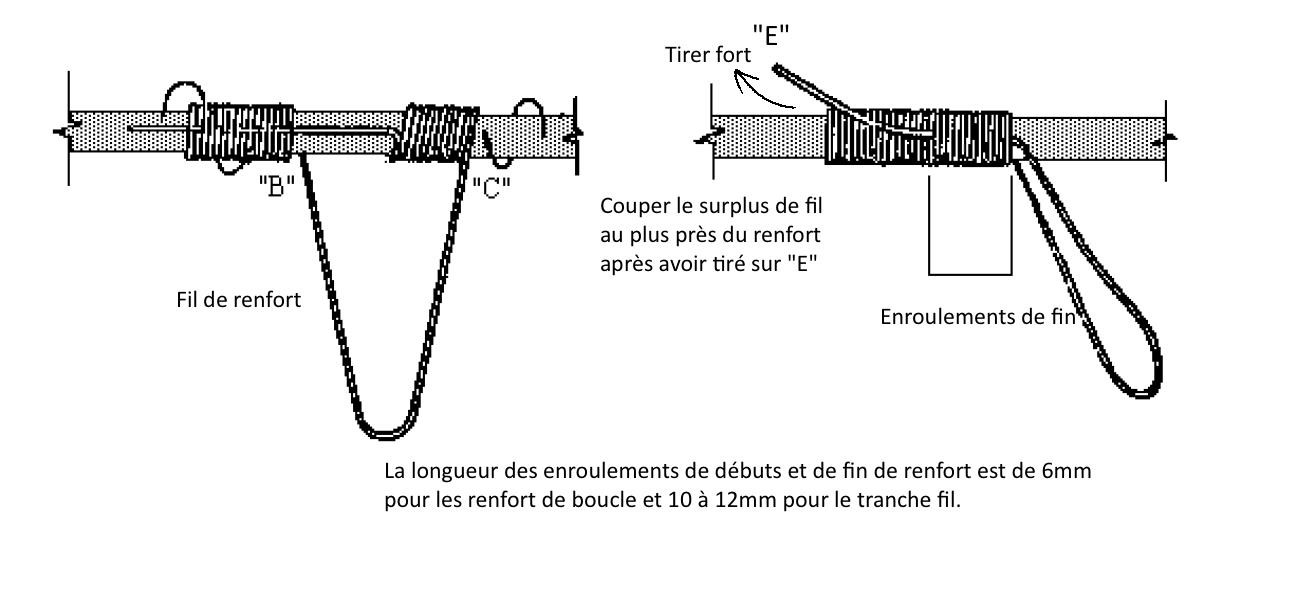 "E"
Tirer fort
"B"
"C"
Couper le surplus de fil
au plus près du renfort
après avoir tiré sur "E"
Fil de renfort
Enroulements de fin
La longueur des enroulements de débuts et de fin de renfort est de 6mm
pour les renfort de boucle et 10 à 12mm pour le tranche fil.